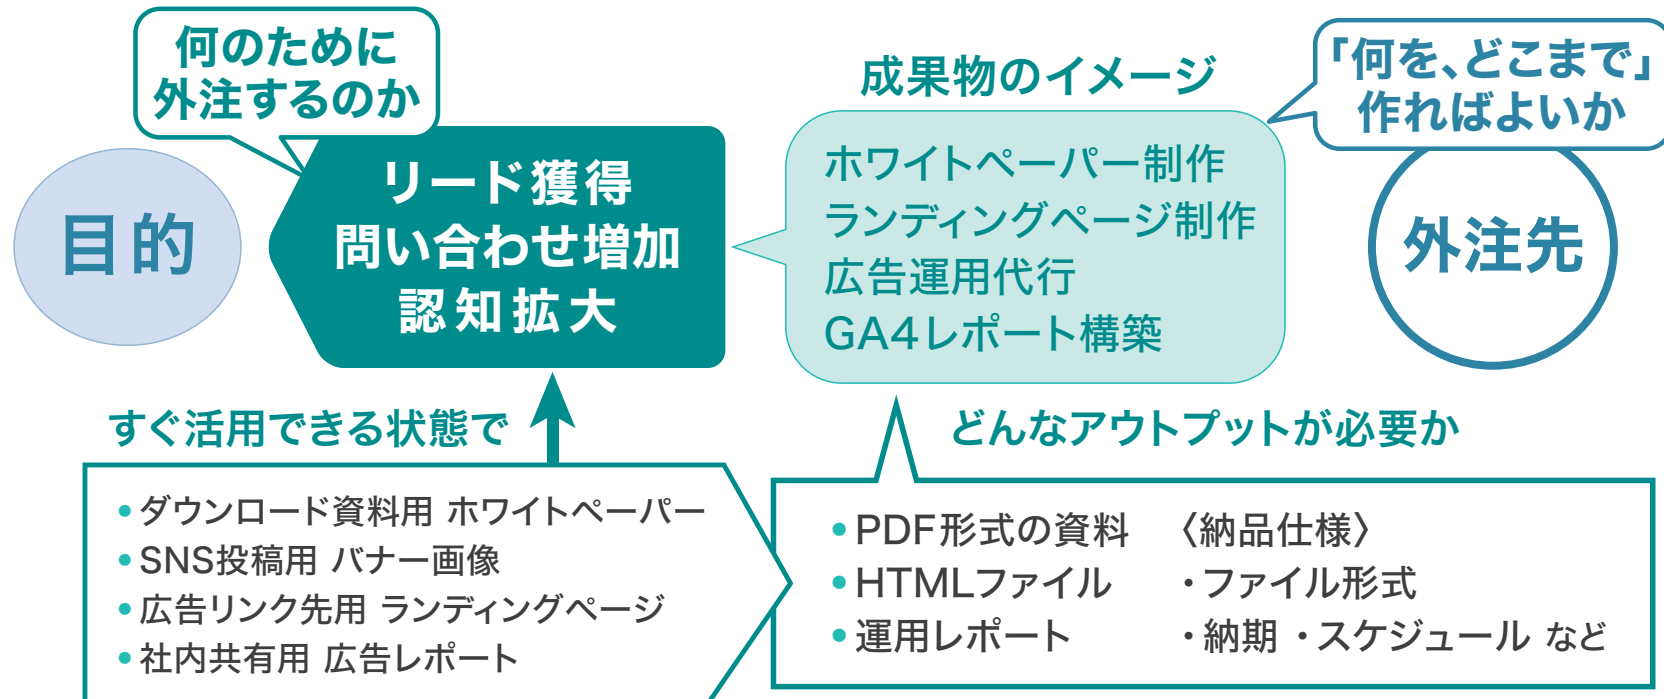 何のために
外注するのか
目的
リード獲得
問い合わせ増加
認知拡大
成果物のイメージ
ホワイトペーパー制作
ランディングページ制作
広告運用代行
GA4レポート構築
「何を、どこまで」
作ればよいか
外注先
すぐ活用できる状態で
•ダウンロード資料用 ホワイトペーパー
•SNS投稿用 バナー画像
•広告リンク先用 ランディングページ
•社内共有用 広告レポート
どんなアウトプットが必要か
•PDF形式の資料 〈納品仕様〉
•HTMLファイル ・ファイル形式
•運用レポート ・納期・スケジュール など